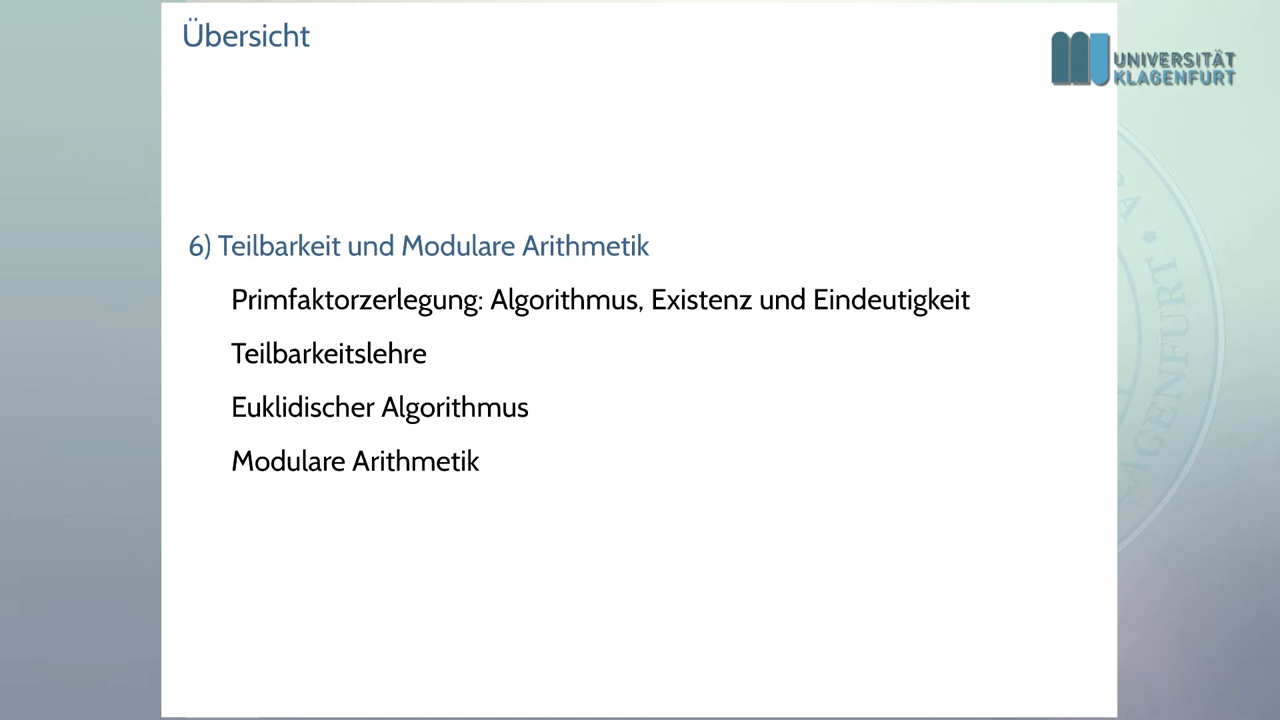 Übersicht
UNIVERSITÄT
KLAGENFURT
6) Teilbarkeit und Modulare Arithmetik
Primfaktorzerlegung: Algorithmus, Existenz und Eindeutigkeit
Teilbarkeitslehre
Euklidischer Algorithmus
Modulare Arithmetik